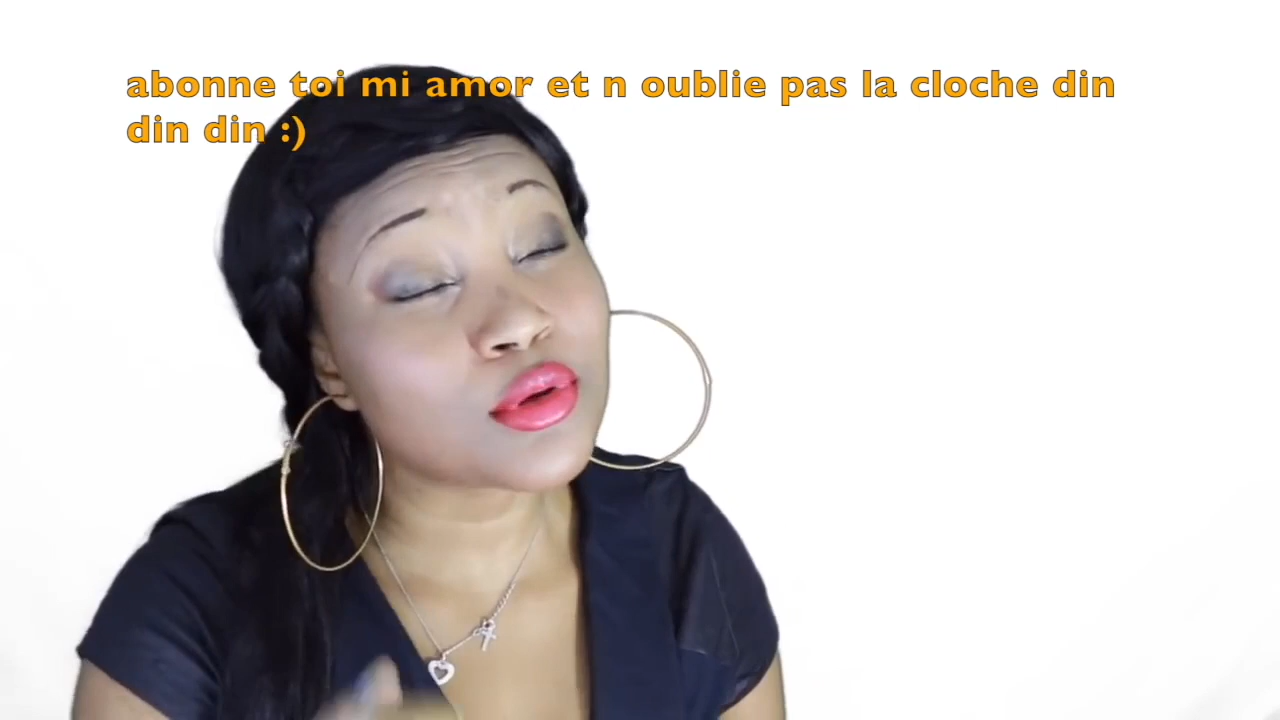 abonne toi mi amor et n oublie pas la cloche din
din din :)